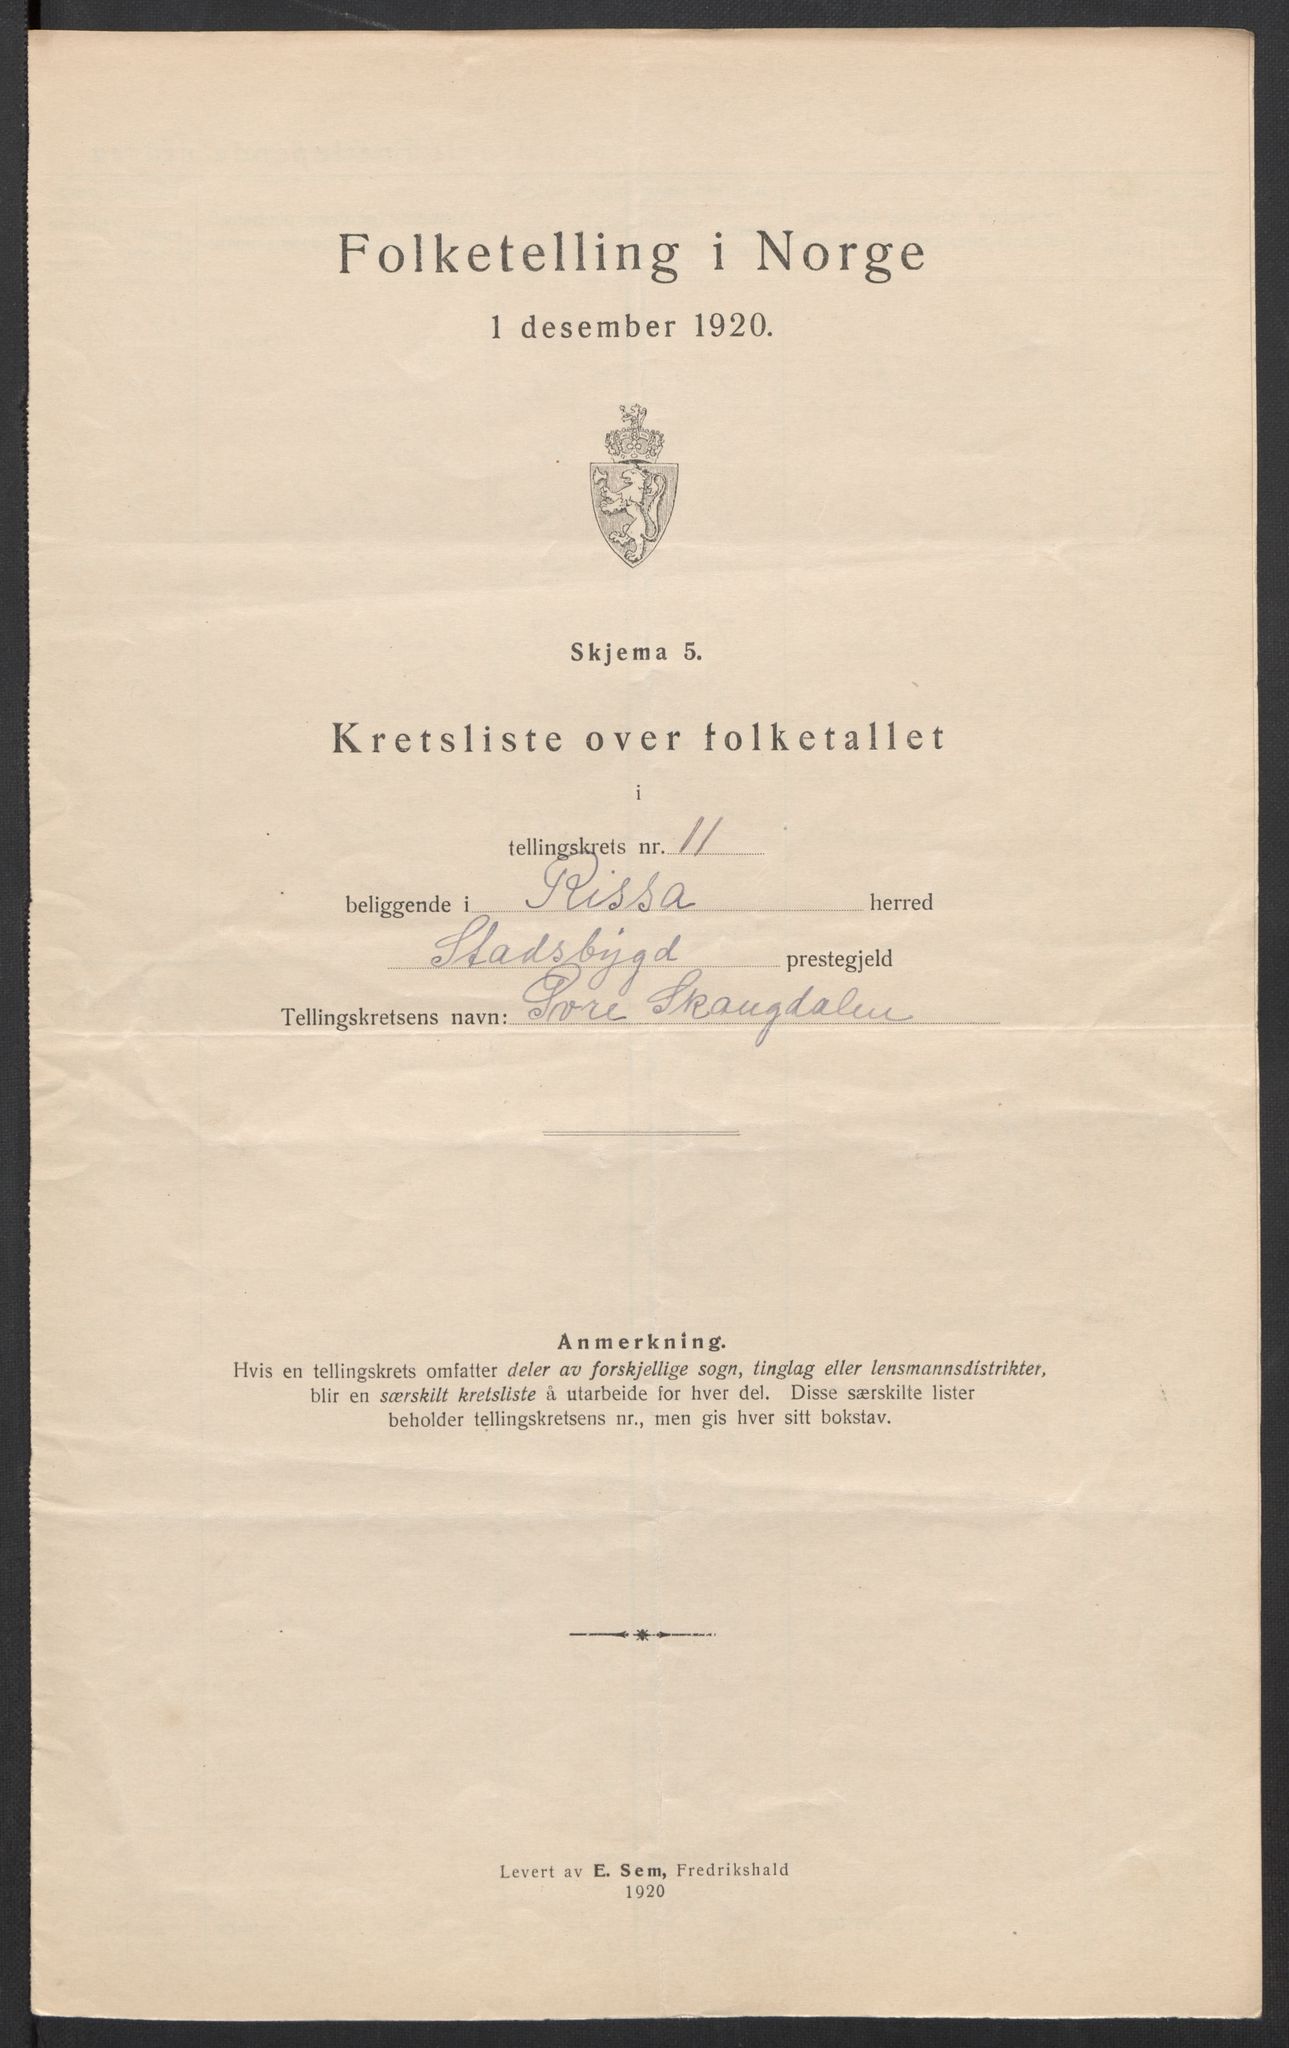 Folketelling i Norge
1 desember 1920.
Skjema 5.
Kretsliste over folketallet
i
tellingskrets nr. 11
beliggende i Rissa herred
Stadsbygd prestegjeld
Tellingskretsens navn: Øvre Skaugdalen
Anmerkning.
Hvis en tellingskrets omfatter deler av forskjellige sogn, tinglag eller lensmannsdistrikter,
blir en særskilt kretsliste å utarbeide for hver del. Disse særskilte lister
beholder tellingskretsens nr., men gis hver sitt bokstav.
Levert av E. Sem, Fredrikshald
1920